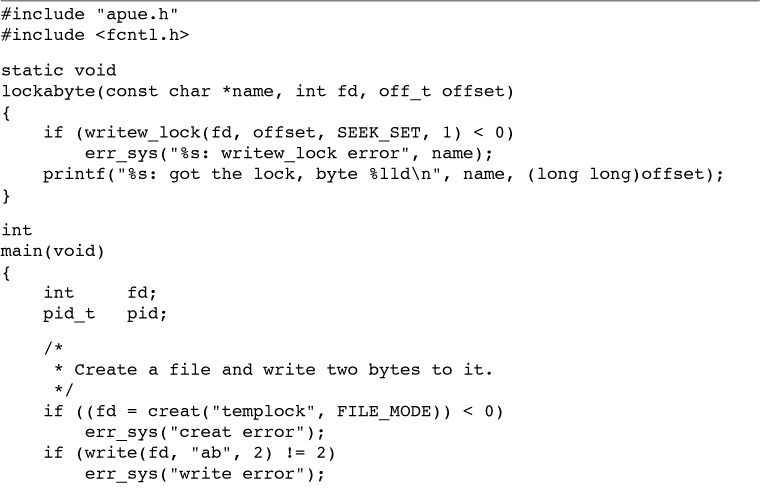 #include "apue.h"
#include <fcntl.h>
static void
lockabyte(const char *name, int fd, off_t offset)
{
    if (writew_lock(fd, offset, SEEK_SET, 1) < 0)
        err_sys("%s: writew_lock error", name);
    printf("%s: got the lock, byte %lld\n", name, (long long)offset);
}
int
main(void)
{
    int     fd;
    pid_t   pid;
    /*
     * Create a file and write two bytes to it.
     */
    if ((fd = creat("templock", FILE_MODE)) < 0)
        err_sys("creat error");
    if (write(fd, "ab", 2) != 2)
        err_sys("write error");